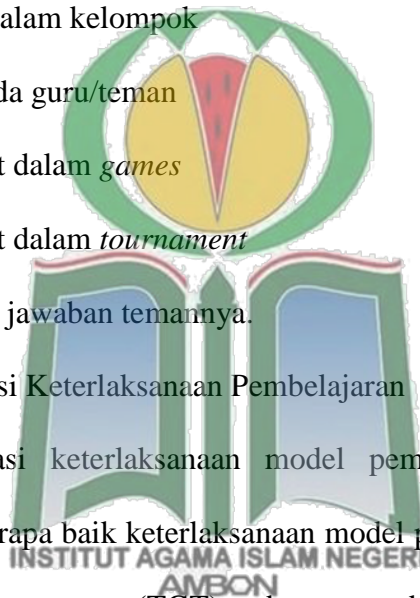 alam kelompok
da guru/teman
t dalam games
t dalam tournament
jawaban temannya.
si Keterlaksanaan Pembelajaran
asi keterlaksanaan model pem
rapa baik keterlaksanaan model p
INSTITUT AGAMA ISLAM NEGERI
AMBON
(TGT)